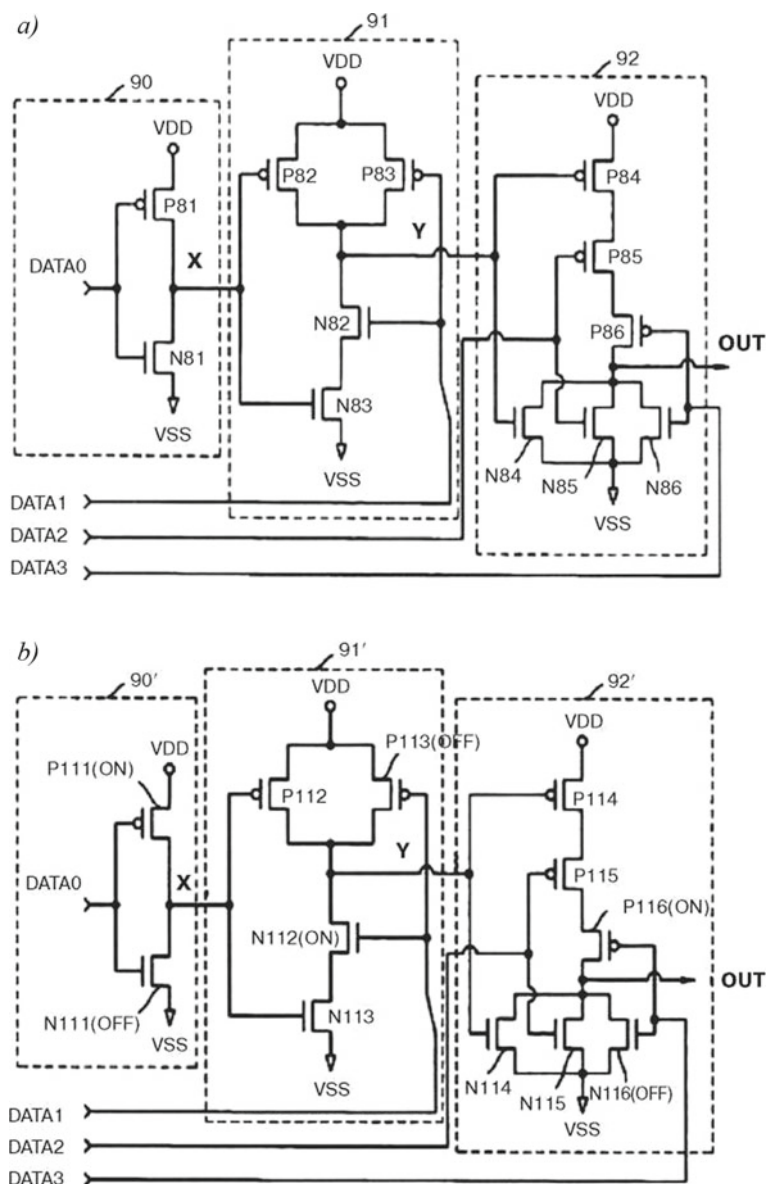 a)
91
90
92
VDD
VDD
VDD
P82
P83
P84
P81
X
Y
P85
DATA0
N82
P86
OUT
N81
N83
VSS
N84
N85
N86
VSS
VSS
DATA1
DATA2
DATA3
b)
91'
90'
92'
VDD
VDD
VDD
P113(OFF)
P111(ON)
P112
P114
X
Y
P115
DATA0
P116(ON)
N112(ON)
OUT
N111(OFF)
N113
VSS
N114
N115
N116(OFF)
VSS
VSS
DATA1
DATA2
DATA3